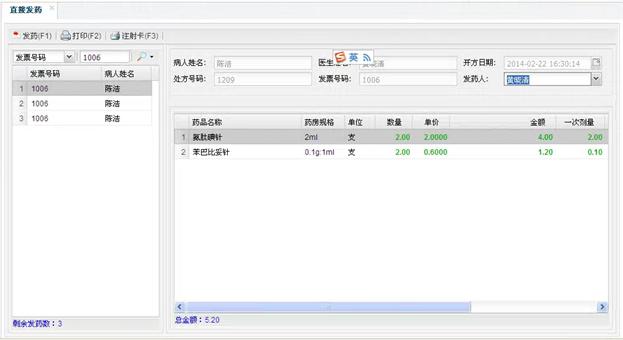 直接发药
发药(F1) 打印(F2) 注射卡(F3)
发票号码 1006
发票号码 病人姓名
1 1006 陈洁
2 1006 陈洁
3 1006 陈洁
剩余发药数：3
病人姓名： 陈洁 医生 英 开方日期： 2014-02-22 16:30:14
处方号码： 1209 发票号码： 1006 发药人：
药品名称 药房规格 单位 数量 单价 金额 一次剂量
1 氨肽碘针 2ml 支 2.00 2.0000 4.00 2.00
2 苯巴比妥针 0.1g:1ml 支 2.00 0.6000 1.20 0.10
总金额：5.20